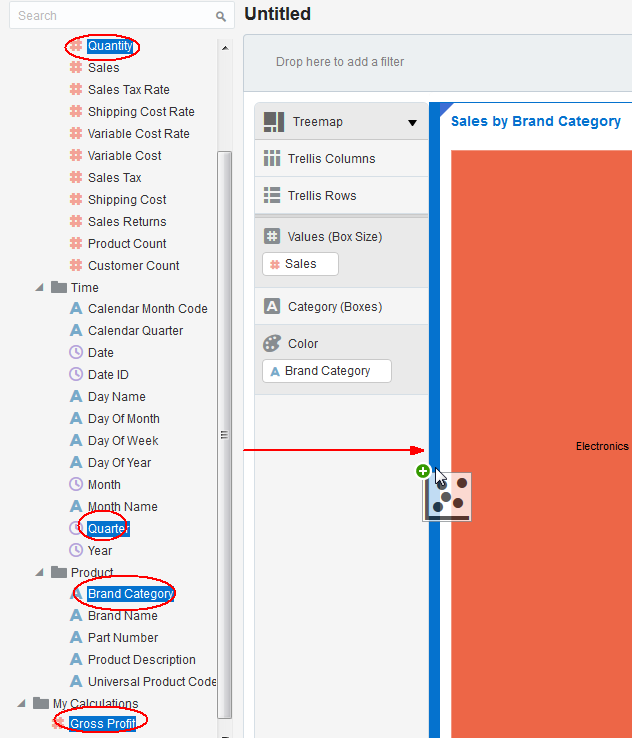 Search
Quantity
Sales
Sales Tax Rate
Shipping Cost Rate
Variable Cost Rate
Variable Cost
Sales Tax
Shipping Cost
Sales Returns
Product Count
Customer Count
Time
Calendar Month Code
Calendar Quarter
Date
Date ID
Day Name
Day Of Month
Day Of Week
Day Of Year
Month
Month Name
Quarter
Year
Product
Brand Category
Brand Name
Part Number
Product Description
Universal Product Code
My Calculations
Gross Profit
Untitled
Drop here to add a filter
Treemap
Trellis Columns
Trellis Rows
Values (Box Size)
Sales
Category (Boxes)
Color
Brand Category
Sales by Brand Category
Electronics